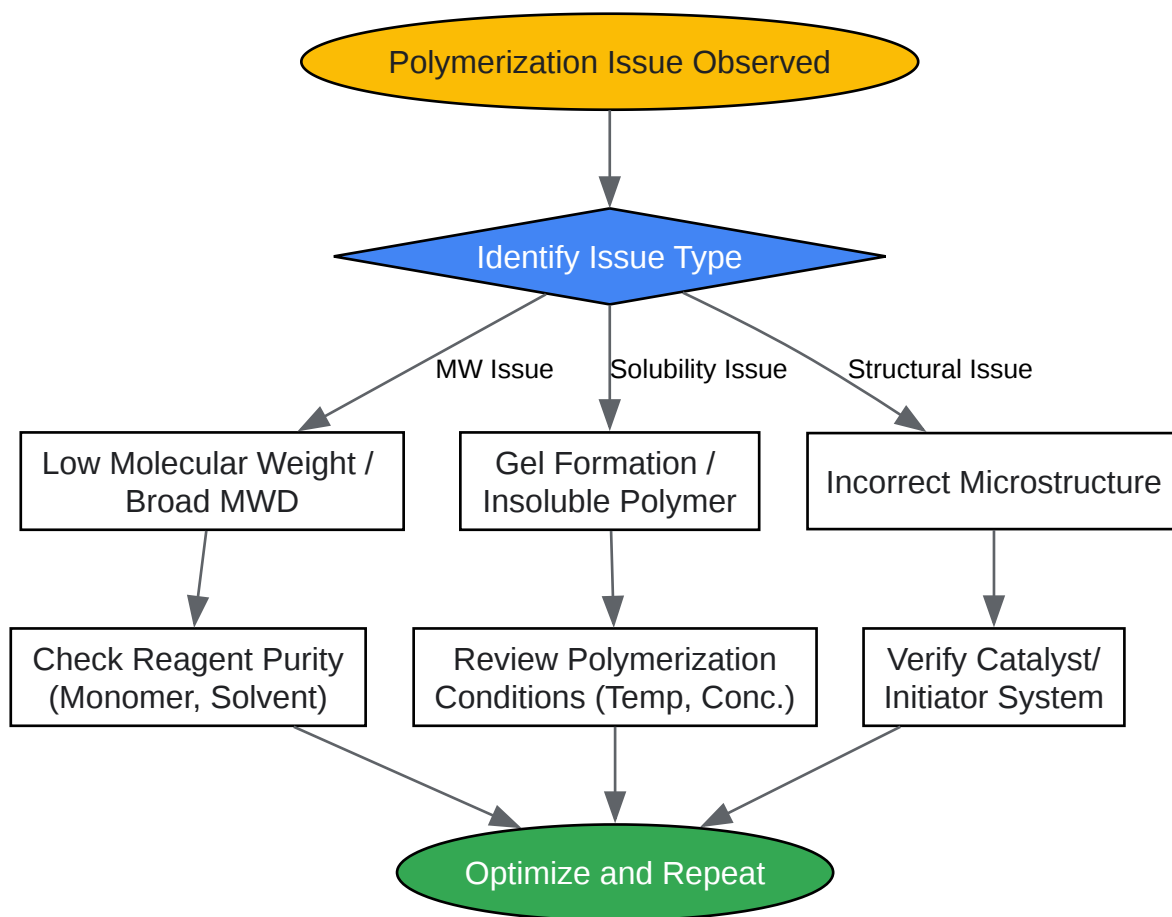 Polymerization Issue Observed
Identify Issue Type
MW Issue
Solubility Issue
Structural Issue
Low Molecular Weight /
Broad MWD
Gel Formation /
Insoluble Polymer
Incorrect Microstructure
Check Reagent Purity
(Monomer, Solvent)
Review Polymerization
Conditions (Temp, Conc.)
Verify Catalyst/
Initiator System
Optimize and Repeat